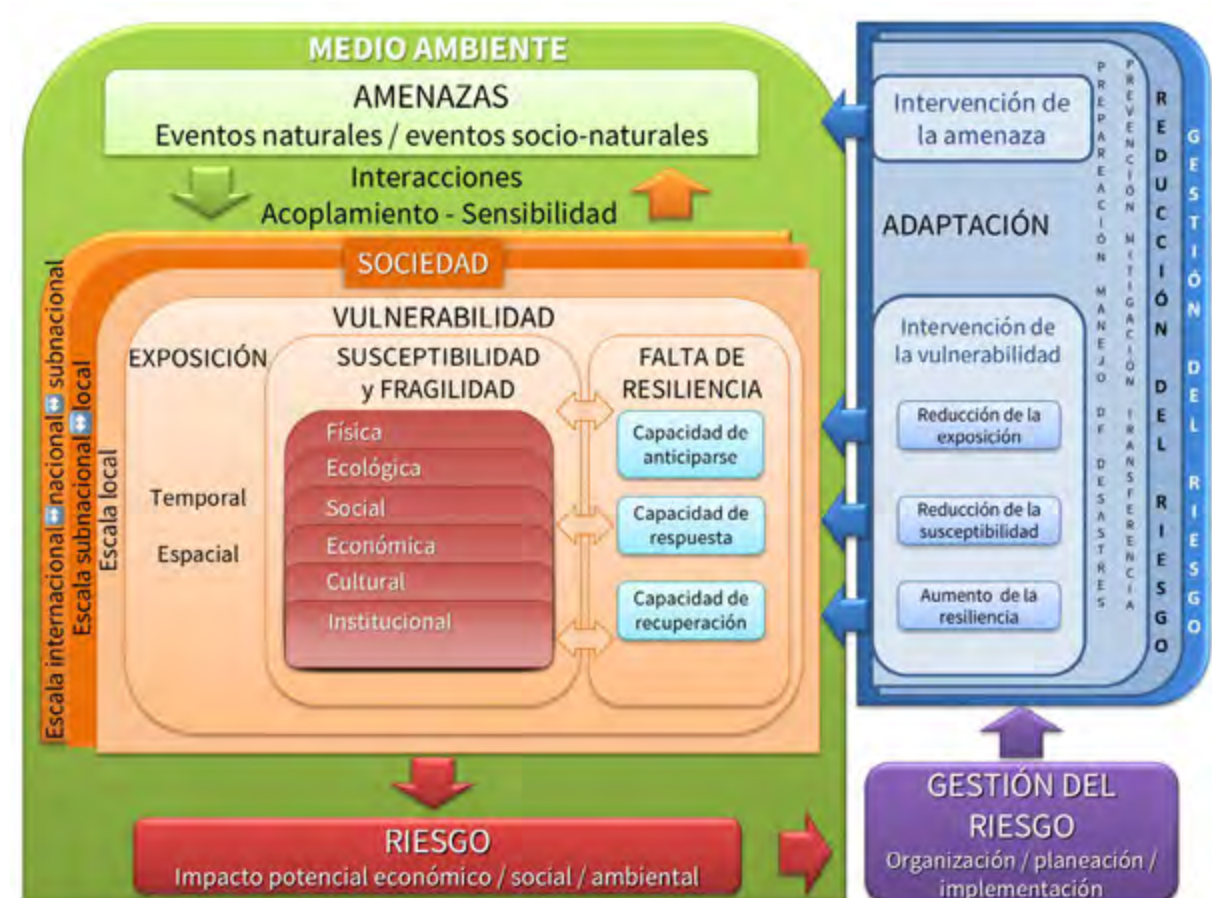 MEDIO AMBIENTE
AMENAZAS
Eventos naturales / eventos socio-naturales
Interacciones
Acoplamiento - Sensibilidad
SOCIEDAD
Escala internacional nacional subnacional
Escala subnacional local
Escala local
VULNERABILIDAD
EXPOSICIÓN
Temporal
Espacial
SUSCEPTIBILIDAD
y FRAGILIDAD
Física
Ecológica
Social
Económica
Cultural
Institucional
FALTA DE
RESILIENCIA
Capacidad de
anticiparse
Capacidad de
respuesta
Capacidad de
recuperación
RIESGO
Impacto potencial económico / social / ambiental
Intervención de
la amenaza
ADAPTACIÓN
Intervención de
la vulnerabilidad
Reducción de la
exposición
Reducción de la
susceptibilidad
Aumento de la
resiliencia
PREPAREACIÓN MANEJO DE DESASTRES
PREVENCIÓN MITIGACIÓN TRANSFERENCIA
REDUCCIÓN DEL RIESGO
GESTIÓN DEL RIESGO
GESTIÓN DEL
RIESGO
Organización / planeación /
implementación